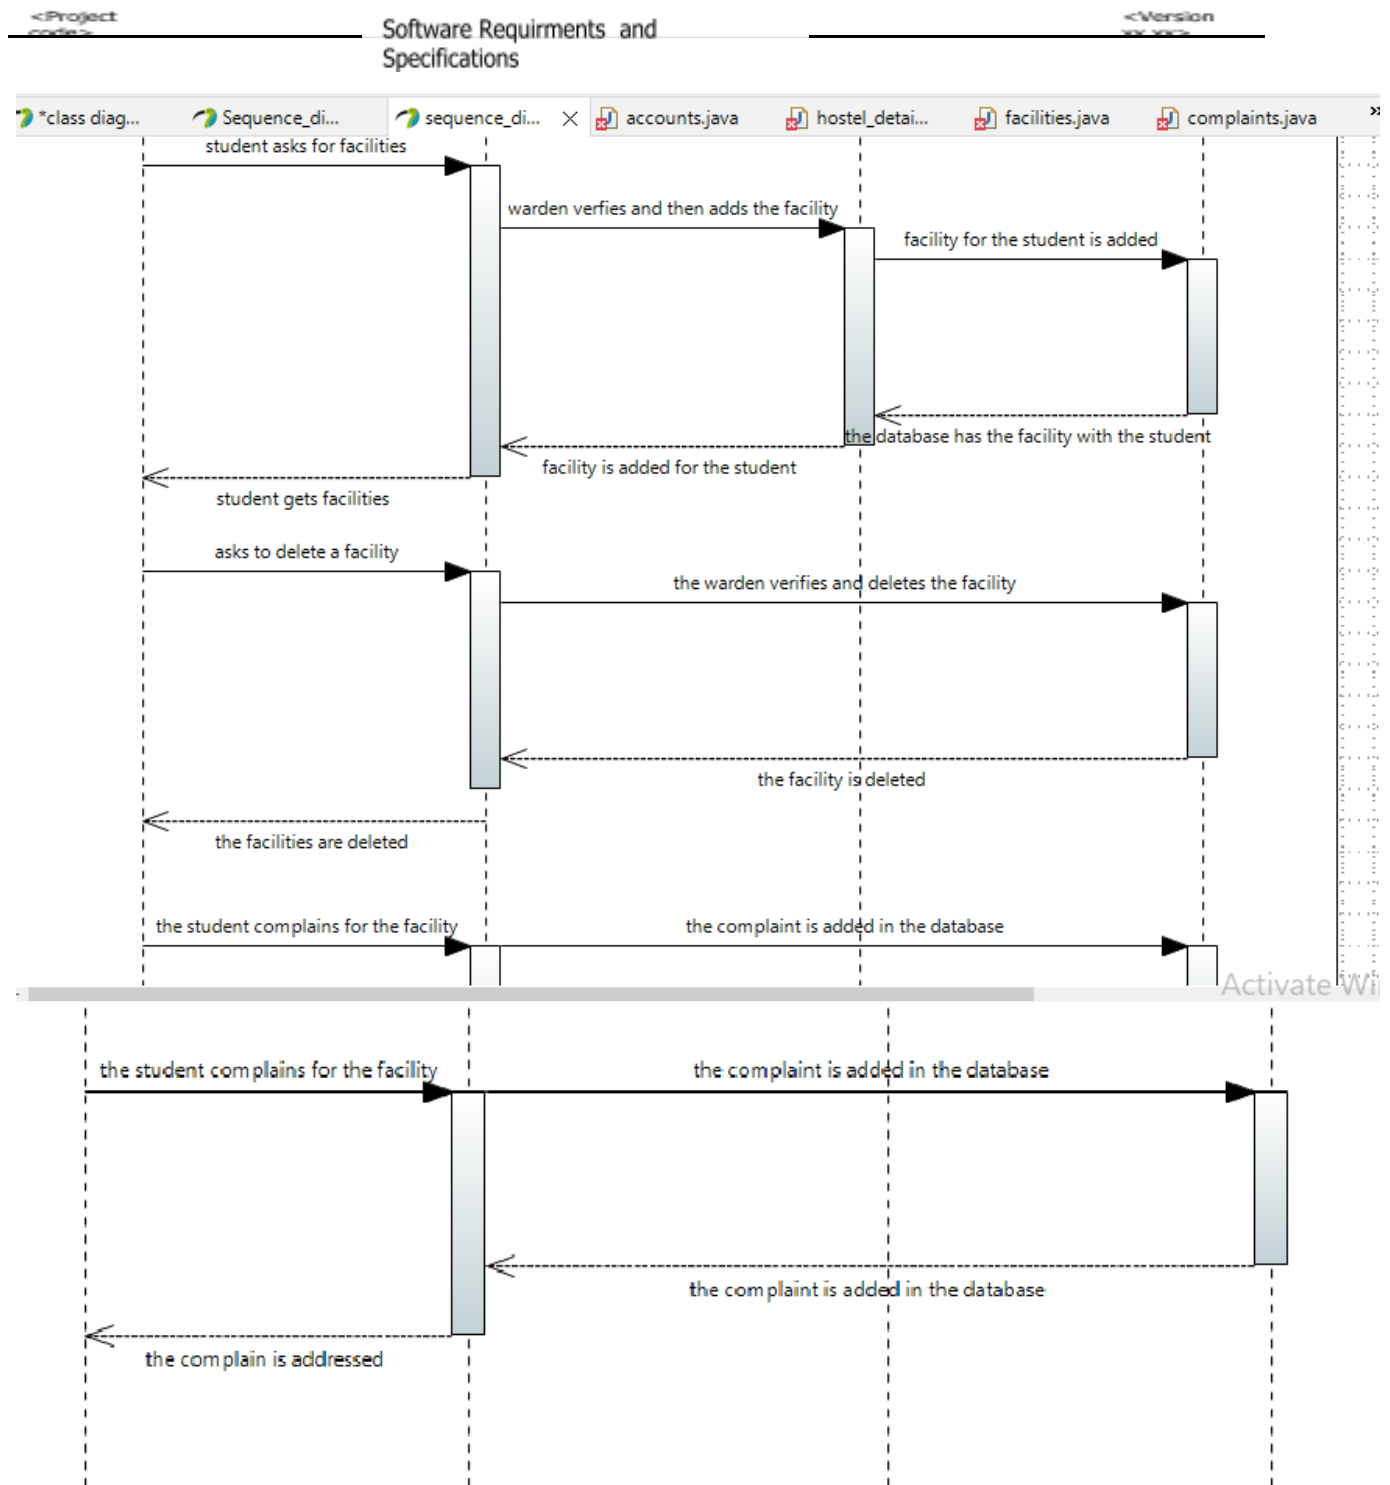 <Project
code>
Software Requirments and
Specifications
<Version
xx.xx>
*class diag...
Sequence_di...
sequence_di...
accounts.java
hostel_detai...
facilities.java
complaints.java
student asks for facilities
warden verfies and then adds the facility
facility for the student is added
the database has the facility with the student
facility is added for the student
student gets facilities
asks to delete a facility
the warden verifies and deletes the facility
the facility is deleted
the facilities are deleted
the student complains for the facility
the complaint is added in the database
Activate Wi
the student complains for the facility
the complaint is added in the database
the complaint is added in the database
the complain is addressed